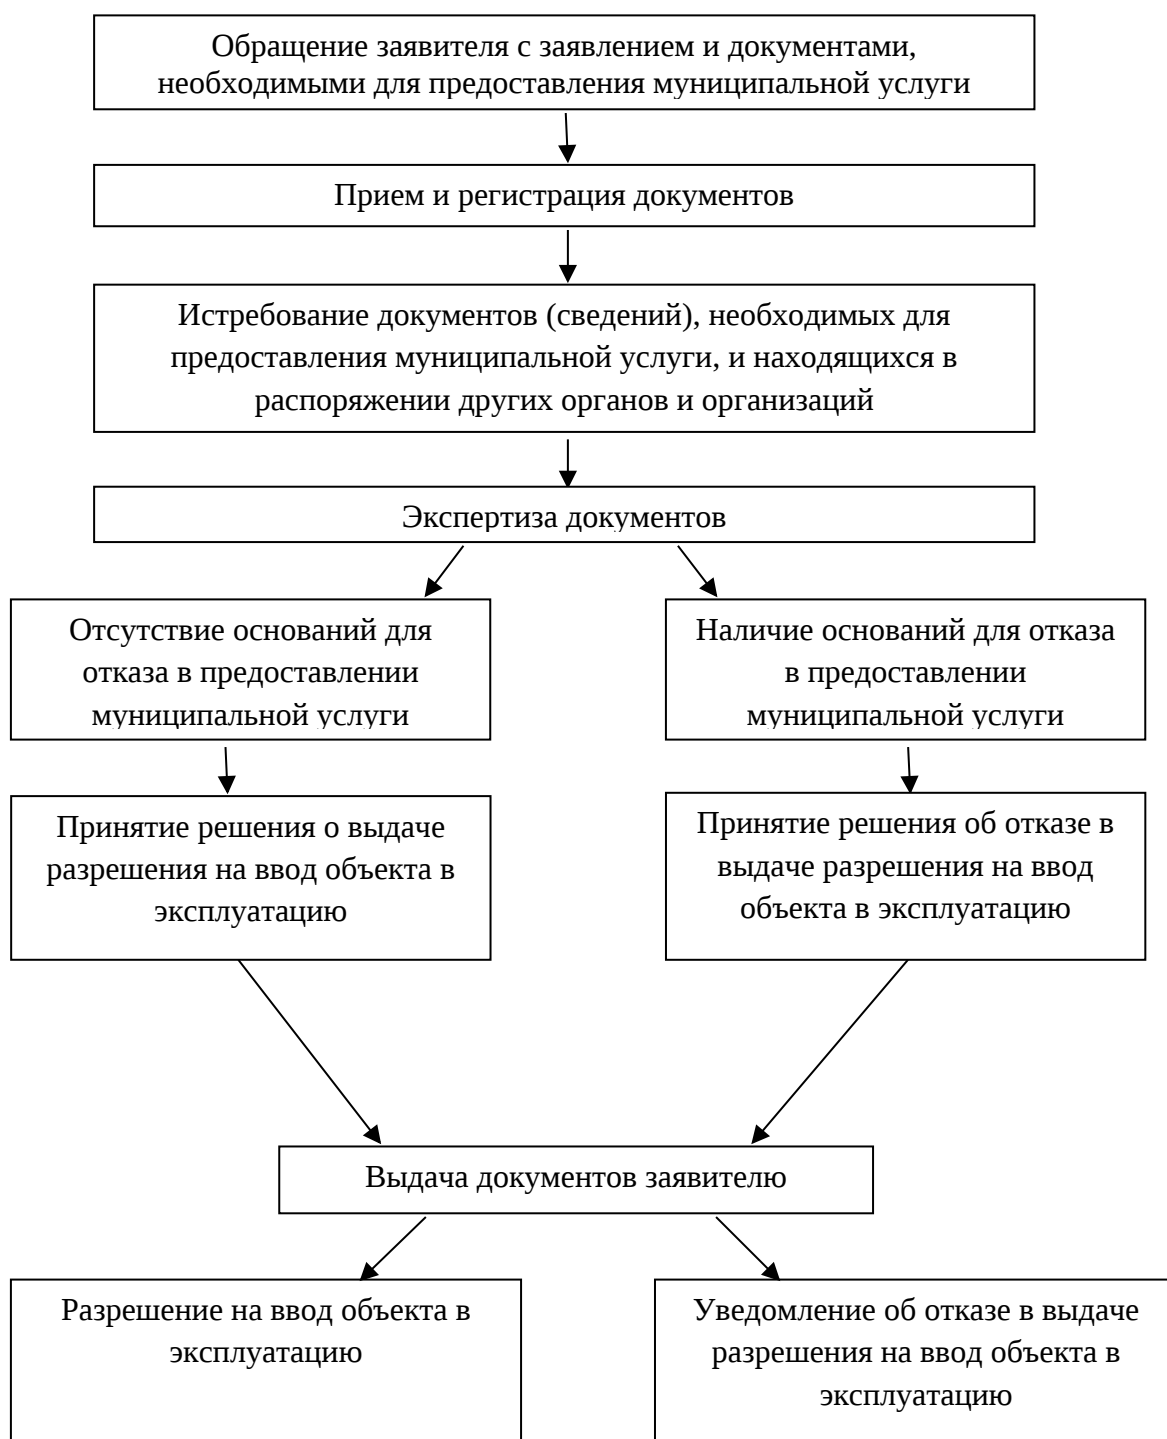 Обращение заявителя с заявлением и документами,
необходимыми для предоставления муниципальной услуги
Прием и регистрация документов
Истребование документов (сведений), необходимых для
предоставления муниципальной услуги, и находящихся в
распоряжении других органов и организаций
Экспертиза документов
Отсутствие оснований для
отказа в предоставлении
муниципальной услуги
Наличие оснований для отказа
в предоставлении
муниципальной услуги
Принятие решения о выдаче
разрешения на ввод объекта в
эксплуатацию
Принятие решения об отказе в
выдаче разрешения на ввод
объекта в эксплуатацию
Выдача документов заявителю
Разрешение на ввод объекта в
эксплуатацию
Уведомление об отказе в выдаче
разрешения на ввод объекта в
эксплуатацию